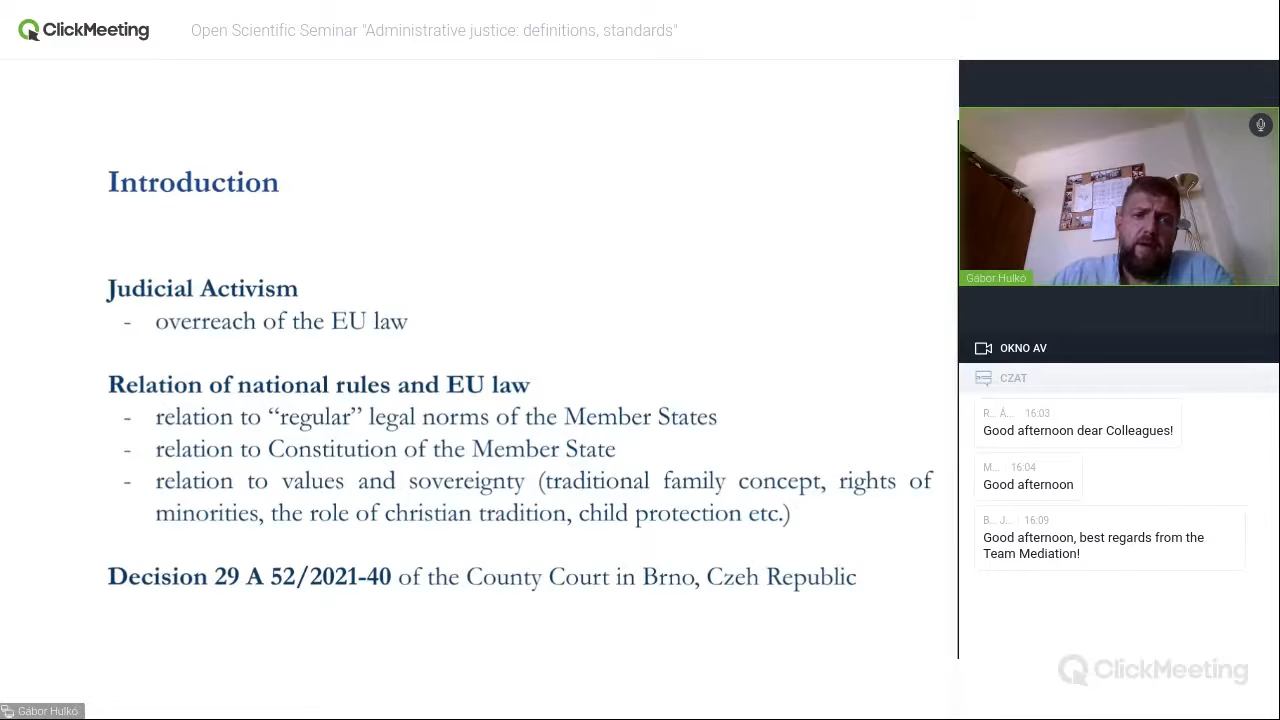 ClickMeeting
Open Scientific Seminar "Administrative justice: definitions, standards"
Introduction
Judicial Activism
- overreach of the EU law
Relation of national rules and EU law
- relation to “regular” legal norms of the Member States
- relation to Constitution of the Member State
- relation to values and sovereignty (traditional family concept, rights of
minorities, the role of christian tradition, child protection etc.)
Decision 29 A 52/2021-40 of the County Court in Brno, Czeh Republic
Gábor Hulkó
Gábor Hulkó
OKNO AV
CZAT
R... Á... 16:03
Good afternoon dear Colleagues!
M... 16:04
Good afternoon
B... J... 16:09
Good afternoon, best regards from the
Team Mediation!
ClickMeeting